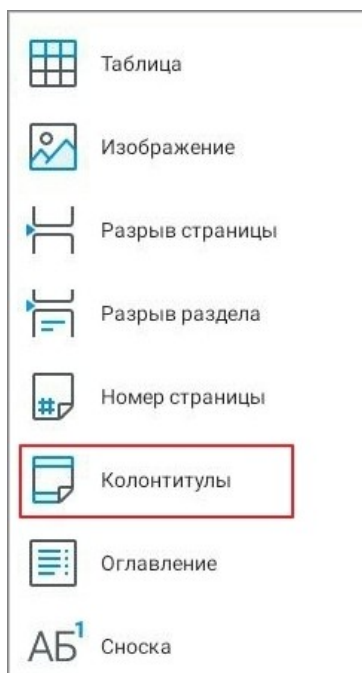 Таблица
Изображение
Разрыв страницы
Разрыв раздела
# Номер страницы
Колонтитулы
Оглавление
АБ1 Сноска